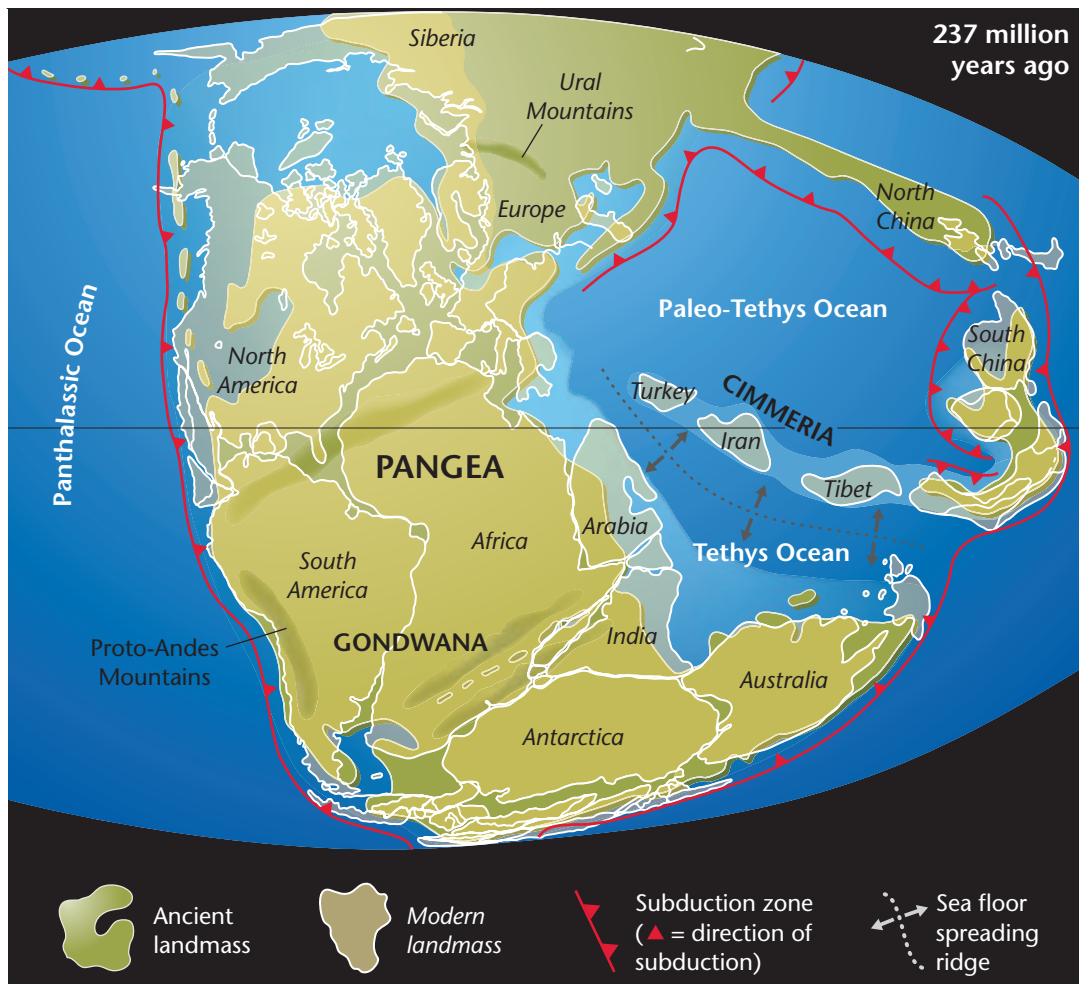 237 million
years ago
Siberia
Ural
Mountains
Europe
North
China
Paleo-Tethys Ocean
South
China
Panthalassic Ocean
North
America
Turkey
CIMMERIA
Iran
Tibet
PANGEA
Arabia
Africa
Tethys Ocean
South
America
GONDWANA
India
Proto-Andes
Mountains
Australia
Antarctica
Ancient
landmass
Modern
landmass
Subduction zone
(▲ = direction of
subduction)
Sea floor
spreading
ridge